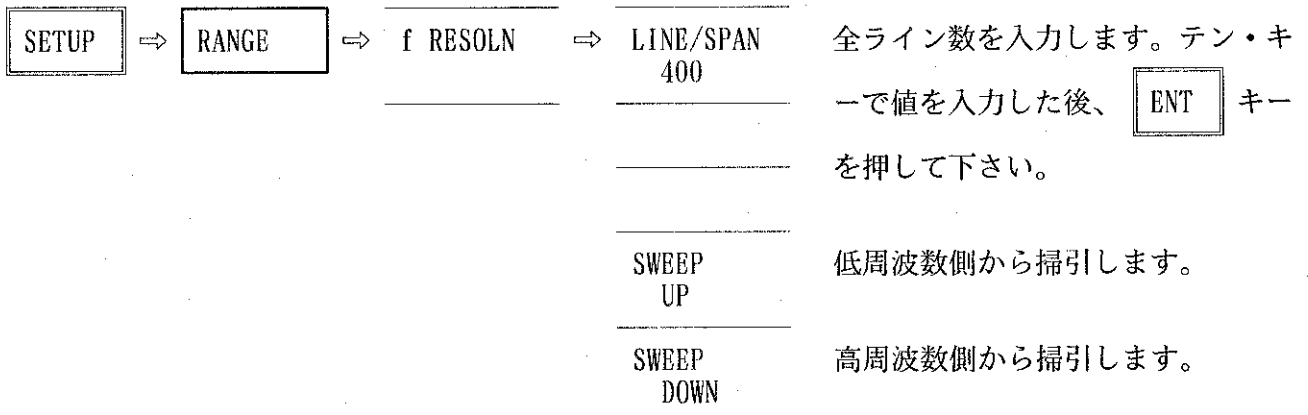 SETUP ⇨ RANGE ⇨ f RESOLN ⇨ LINE/SPAN 全ライン数を入力します。テン・キ
400
ーで値を入力した後、 ENT キー
を押して下さい。
SWEEP 低周波数側から掃引します。
UP
SWEEP 高周波数側から掃引します。
DOWN